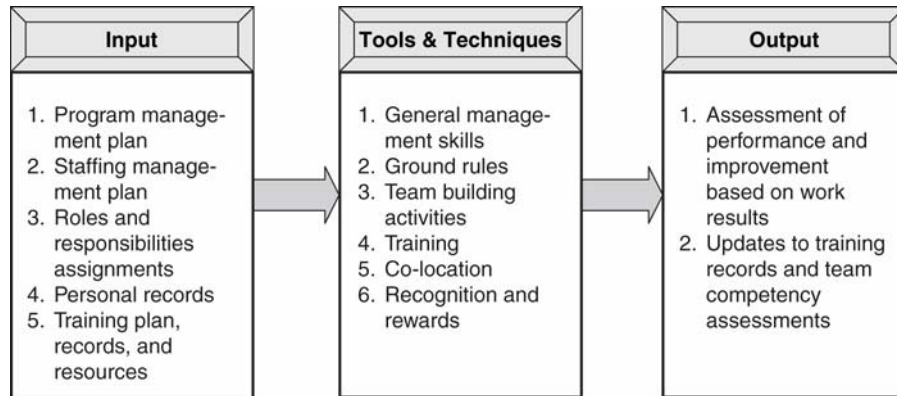 Input
1. Program manage-
ment plan
2. Staffing manage-
ment plan
3. Roles and
responsibilities
assignments
4. Personal records
5. Training plan,
records, and
resources
Tools & Techniques
1. General manage-
ment skills
2. Ground rules
3. Team building
activities
4. Training
5. Co-location
6. Recognition and
rewards
Output
1. Assessment of
performance and
improvement
based on work
results
2. Updates to training
records and team
competency
assessments